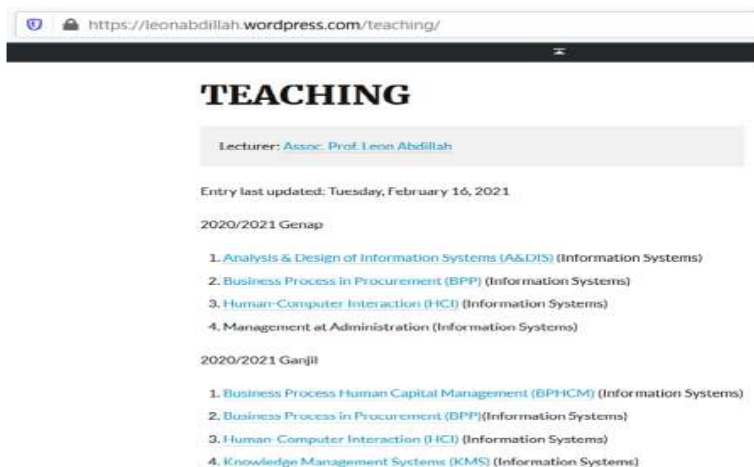 https://leonabdillah.wordpress.com/teaching/
TEACHING
Lecturer: Assoc. Prof. Leon Abdillah
Entry last updated: Tuesday, February 16, 2021
2020/2021 Genap
1. Analysis & Design of Information Systems (A&DIS) (Information Systems)
2. Business Process in Procurement (BPP) (Information Systems)
3. Human-Computer Interaction (HCI) (Information Systems)
4. Management at Administration (Information Systems)
2020/2021 Ganjil
1. Business Process Human Capital Management (BPHCM) (Information Systems)
2. Business Process in Procurement (BPP)(Information Systems)
3. Human-Computer Interaction (HCI) (Information Systems)
4. Knowledge Management Systems (KMS) (Information Systems)